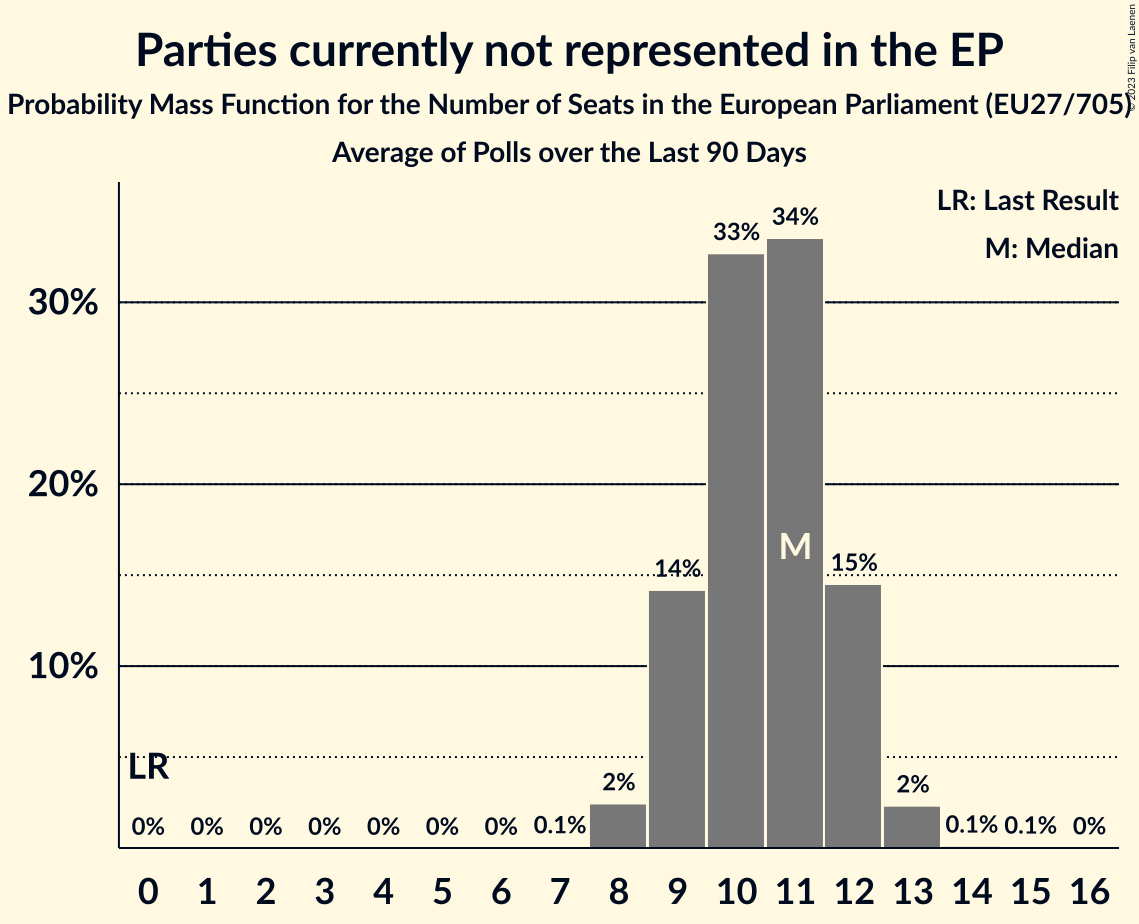 Parties currently not represented in the EP
Probability Mass Function for the Number of Seats in the European Parliament (EU27/705)
Average of Polls over the Last 90 Days
© 2023 Filip van Laenen
LR: Last Result
M: Median
30%
20%
10%
LR
M
0% 0% 0% 0% 0% 0% 0% 0.1% 2% 14% 33% 34% 15% 2% 0.1% 0.1% 0%
0 1 2 3 4 5 6 7 8 9 10 11 12 13 14 15 16